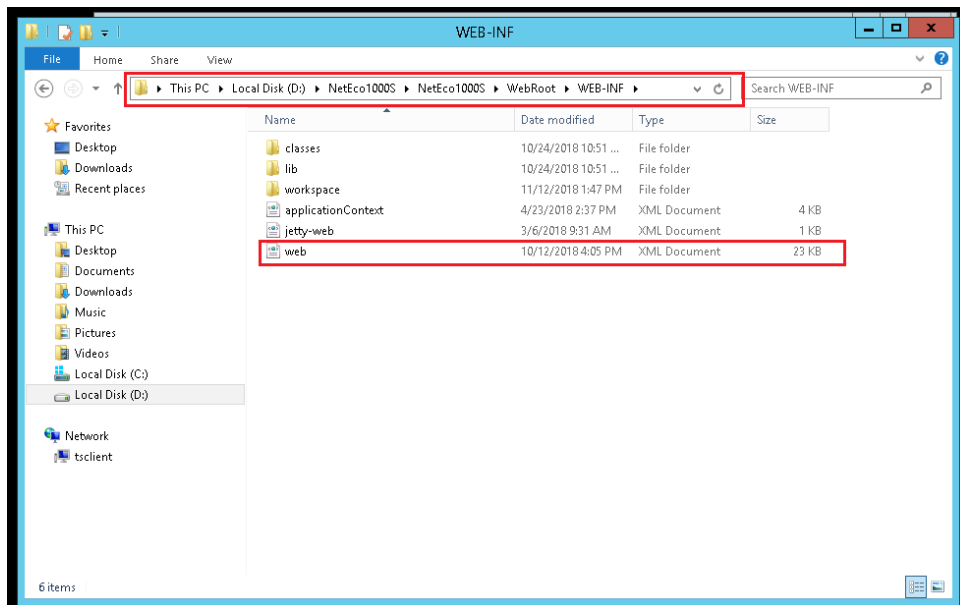 WEB-INF
File Home Share View
This PC Local Disk (D:) NetEco1000S NetEco1000S WebRoot WEB-INF
Search WEB-INF
Name Date modified Type Size
Favorites
Desktop
Downloads
Recent places
This PC
Desktop
Documents
Downloads
Music
Pictures
Videos
Local Disk (C:)
Local Disk (D:)
Network
tsclient
classes 10/24/2018 10:51 ... File folder
lib 10/24/2018 10:51 ... File folder
workspace 11/12/2018 1:47 PM File folder
applicationContext 4/23/2018 2:37 PM XML Document 4 KB
jetty-web 3/6/2018 9:31 AM XML Document 1 KB
web 10/12/2018 4:05 PM XML Document 23 KB
6 items